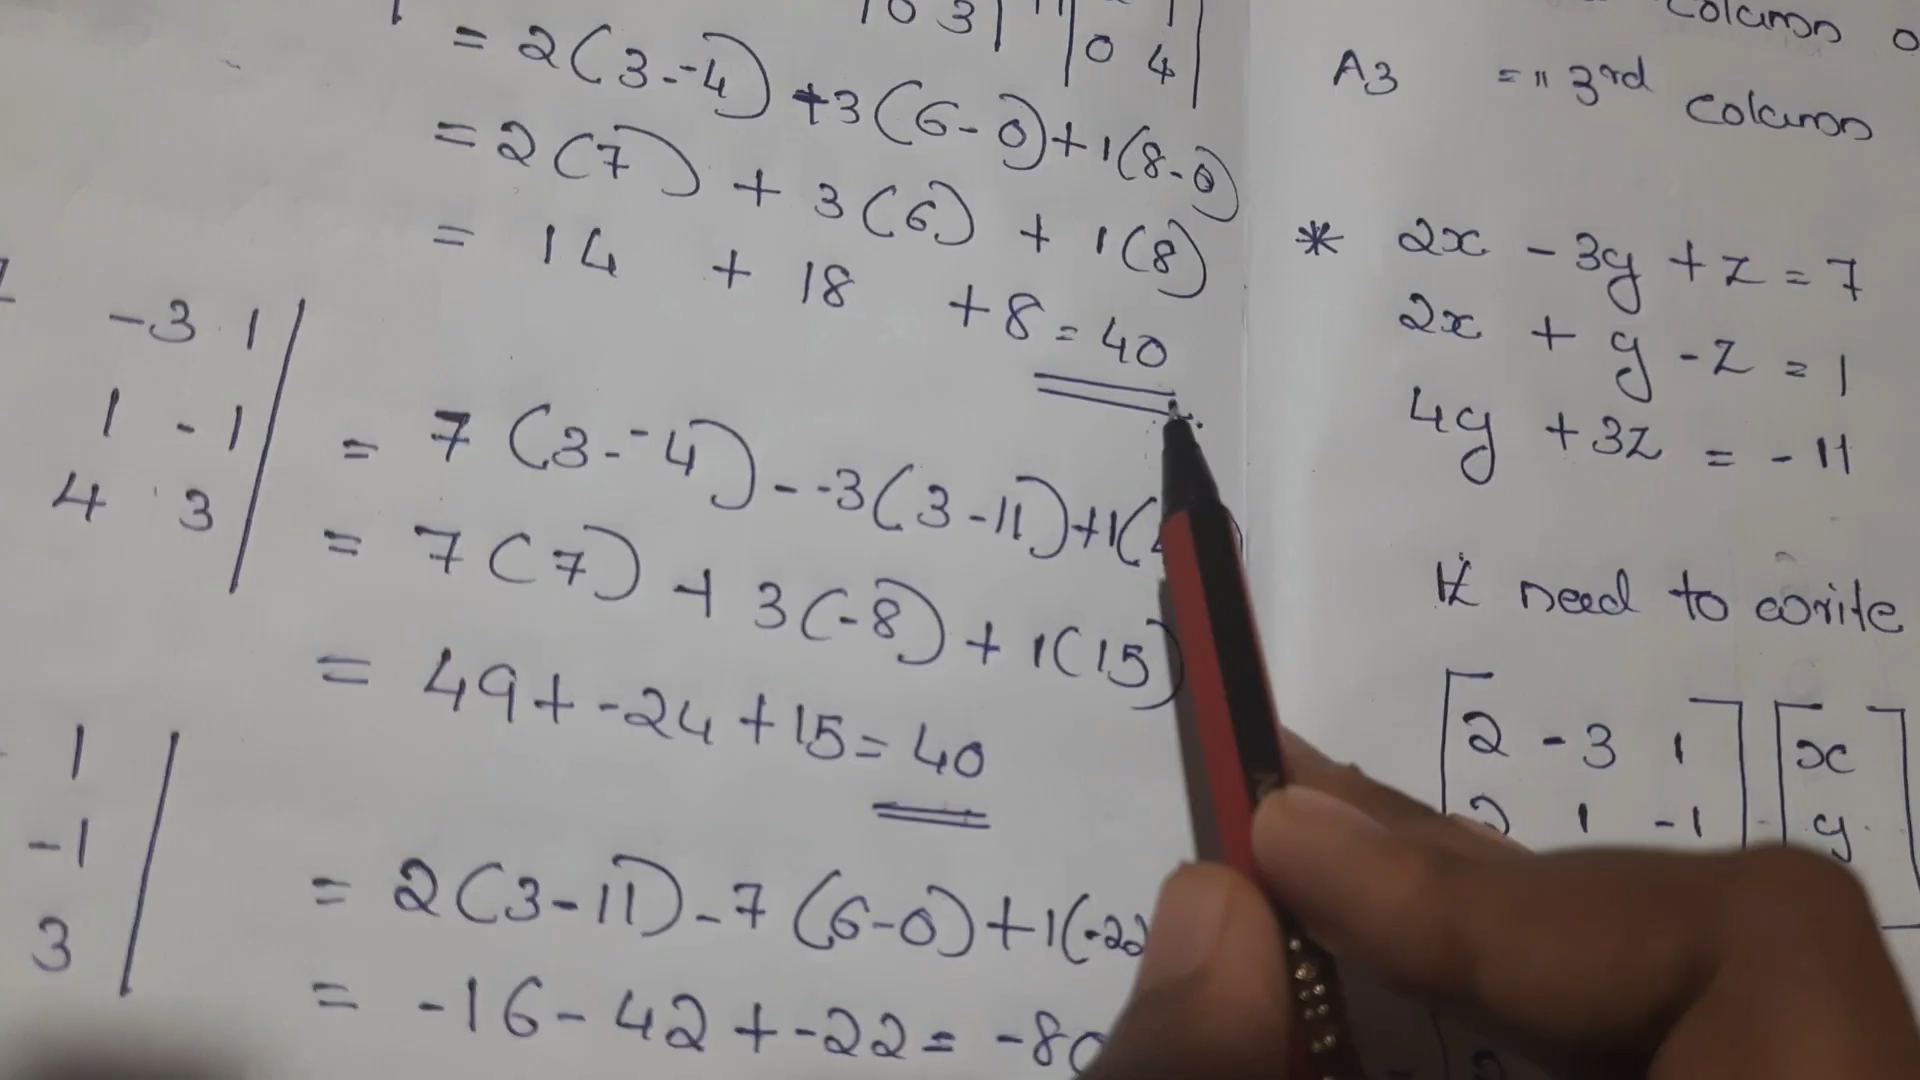 0 3
0 4
= 2(3--4) +3(6-0)+1(8-0)
= 2(7) + 3(6) + 1(8)
= 14 + 18 +8 = 40
-3 1
1 -1
4 3
= 7(3--4) - -3(3-11)+1(
= 7(7) + 3(-8) + 1(15)
= 49+-24+15=40
1
-1
3
= 2(3-11)-7(6-0)+1(-22
= -16-42+-22= -80
Column
A3 = " 3rd
Column
* 2x -3y +z = 7
2x + y -z = 1
4y +3z = -11
need to write
2 -3 1 x
2 1 -1 y